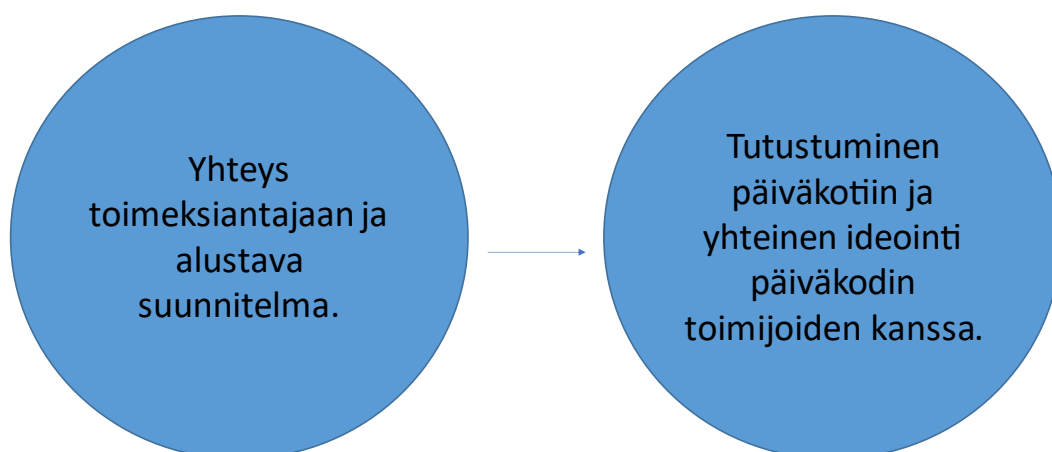 Yhteys
toimeksiantajaan ja
alustava
suunnitelma.
Tutustuminen
päiväkotiin ja
yhteinen ideointi
päiväkodin
toimijoiden kanssa.